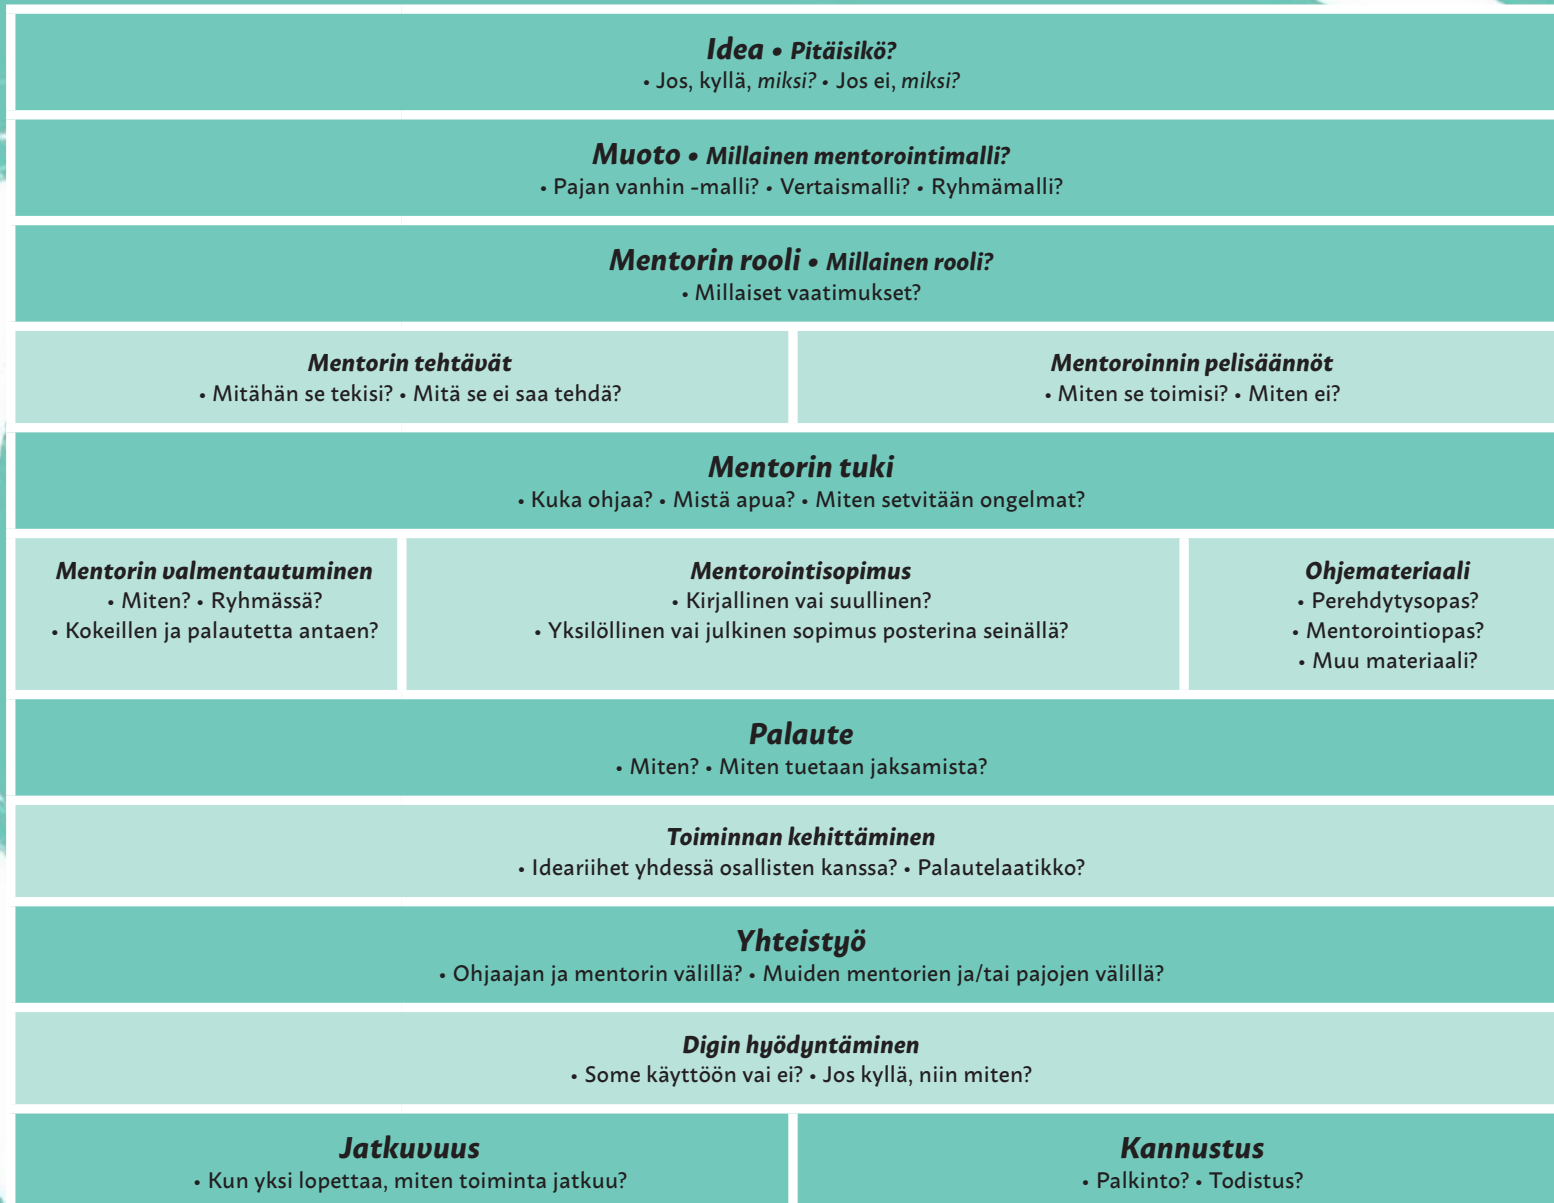 Idea • Pitäisikö?
• Jos, kyllä, miksi? • Jos ei, miksi?
Muoto • Millainen mentorointimalli?
• Pajan vanhin -malli? • Vertaismalli? • Ryhmämalli?
Mentorin rooli • Millainen rooli?
• Millaiset vaatimukset?
Mentorin tehtävät
• Mitähän se tekisi? • Mitä se ei saa tehdä?
Mentoroinnin pelisäännöt
• Miten se toimisi? • Miten ei?
Mentorin tuki
• Kuka ohjaa? • Mistä apua? • Miten setvitään ongelmat?
Mentorin valmentautuminen
• Miten? • Ryhmässä?
• Kokeillen ja palautetta antaen?
Mentorointisopimus
• Kirjallinen vai suullinen?
• Yksilöllinen vai julkinen sopimus posterina seinällä?
Ohjemateriaali
• Perehdytysopas?
• Mentorointiopas?
• Muu materiaali?
Palaute
• Miten? • Miten tuetaan jaksamista?
Toiminnan kehittäminen
• Ideariihet yhdessä osallisten kanssa? • Palautelaatikko?
Yhteistyö
• Ohjaajan ja mentorin välillä? • Muiden mentorien ja/tai pajojen välillä?
Digin hyödyntäminen
• Some käyttöön vai ei? • Jos kyllä, niin miten?
Jatkuvuus
• Kun yksi lopettaa, miten toiminta jatkuu?
Kannustus
• Palkinto? • Todistus?